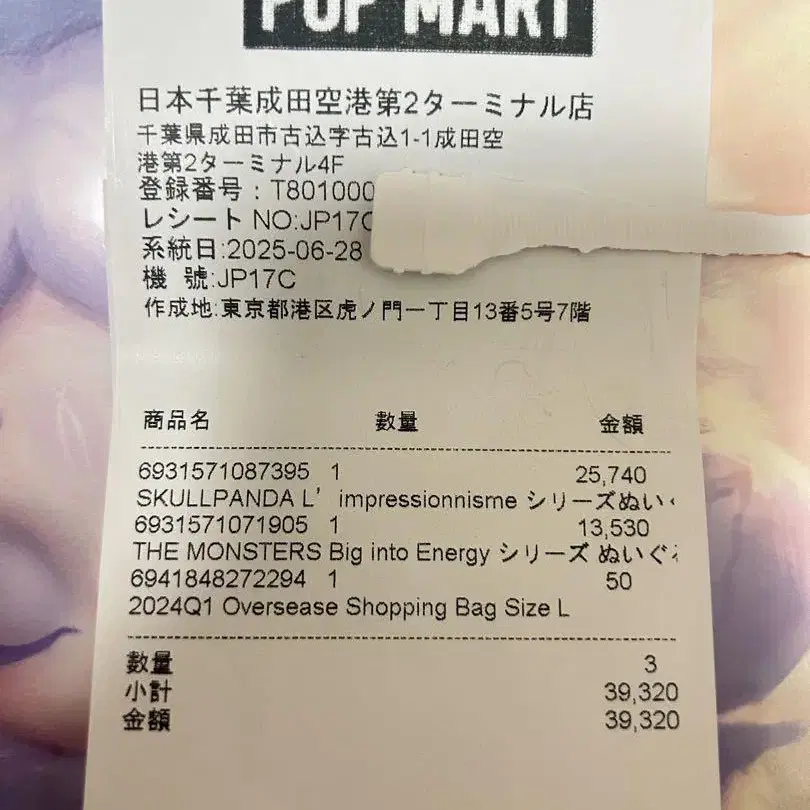 POP MART
日本千葉成田空港第2ターミナル店
千葉県成田市古込字古込1-1成田空
港第2ターミナル4F
登録番号：T801000
レシート NO:JP17C
系統日:2025-06-28
機 號:JP17C
作成地:東京都港区虎ノ門一丁目13番5号7階
商品名 數量 金額
6931571087395 1 25,740
SKULLPANDA L’impressionnisme シリーズぬい
6931571071905 1 13,530
THE MONSTERS Big into Energy シリーズ ぬいぐ
6941848272294 1 50
2024Q1 Oversease Shopping Bag Size L
數量 3
小計 39,320
金額 39,320